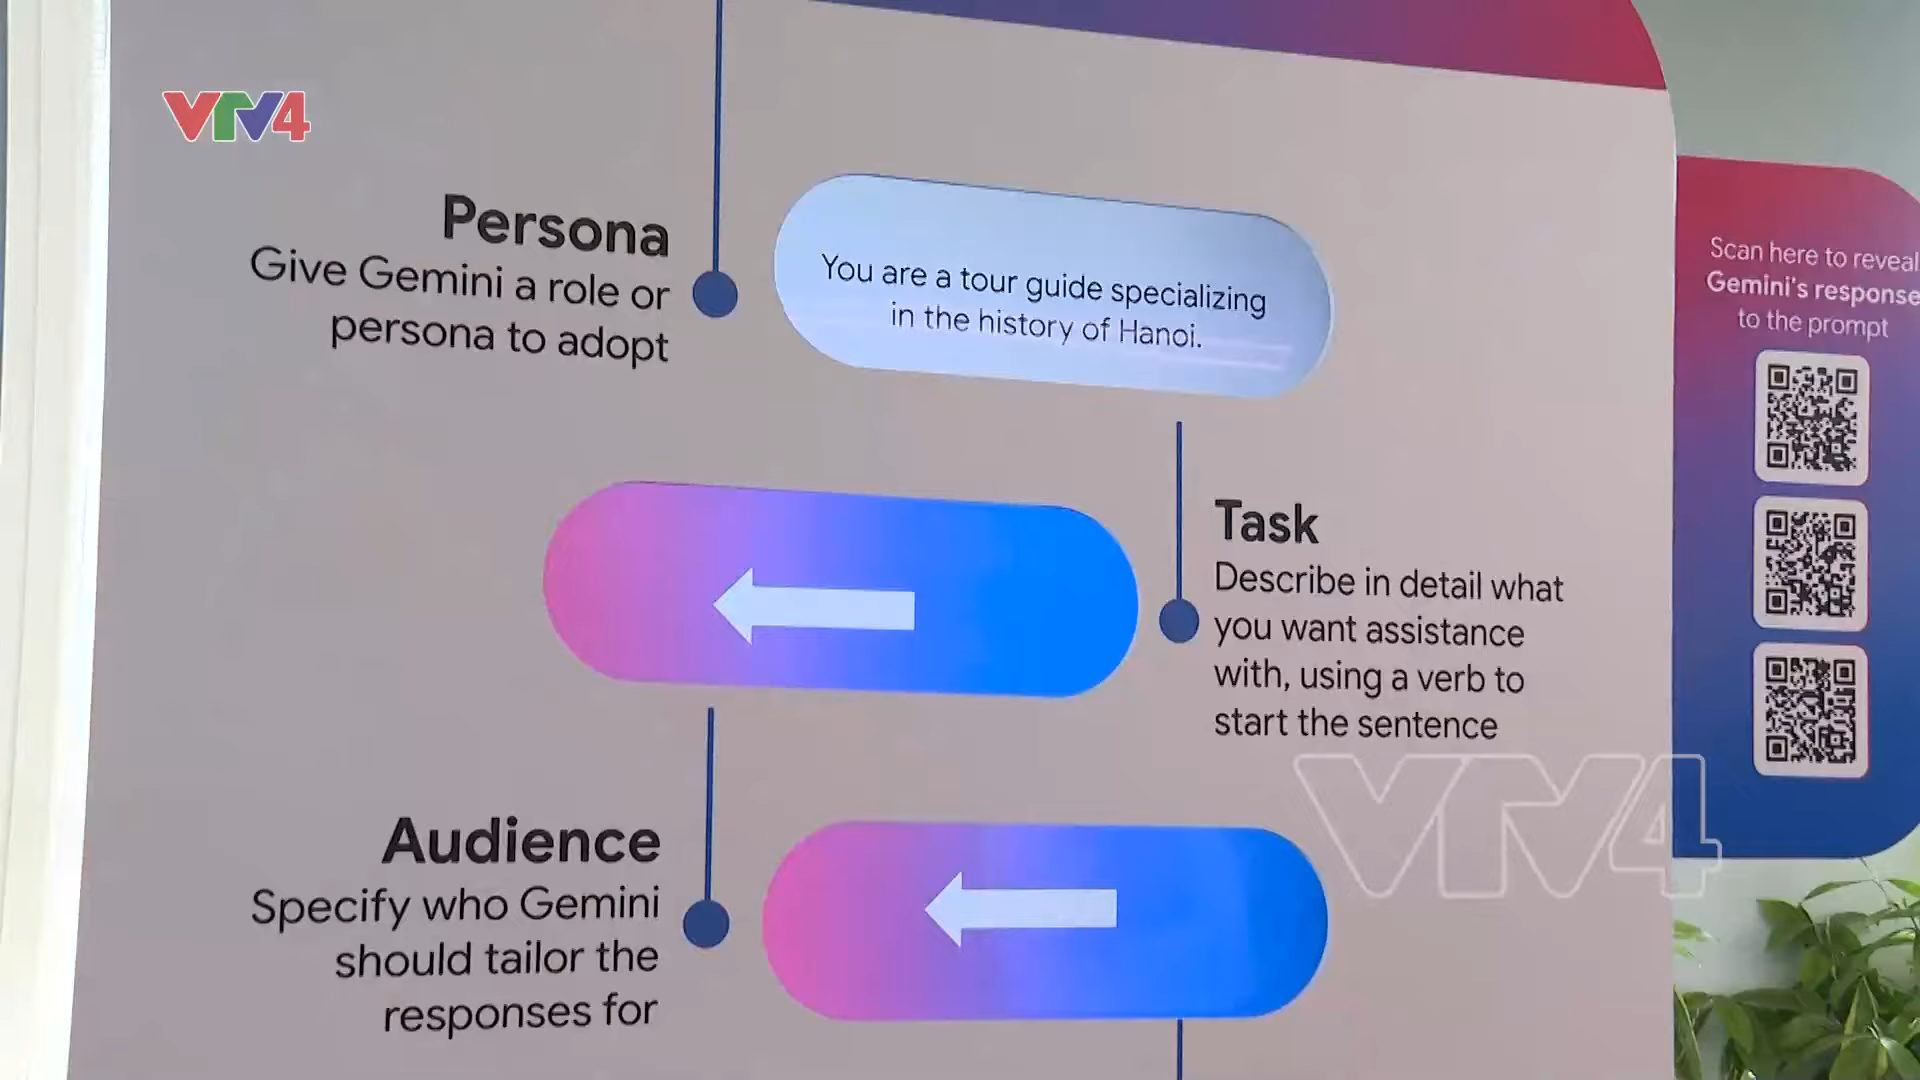 VTV4
Persona
Give Gemini a role or
persona to adopt
You are a tour guide specializing
in the history of Hanoi.
Task
Describe in detail what
you want assistance
with, using a verb to
start the sentence
Audience
Specify who Gemini
should tailor the
responses for
Scan here to reveal
Gemini's response
to the prompt
VTV4